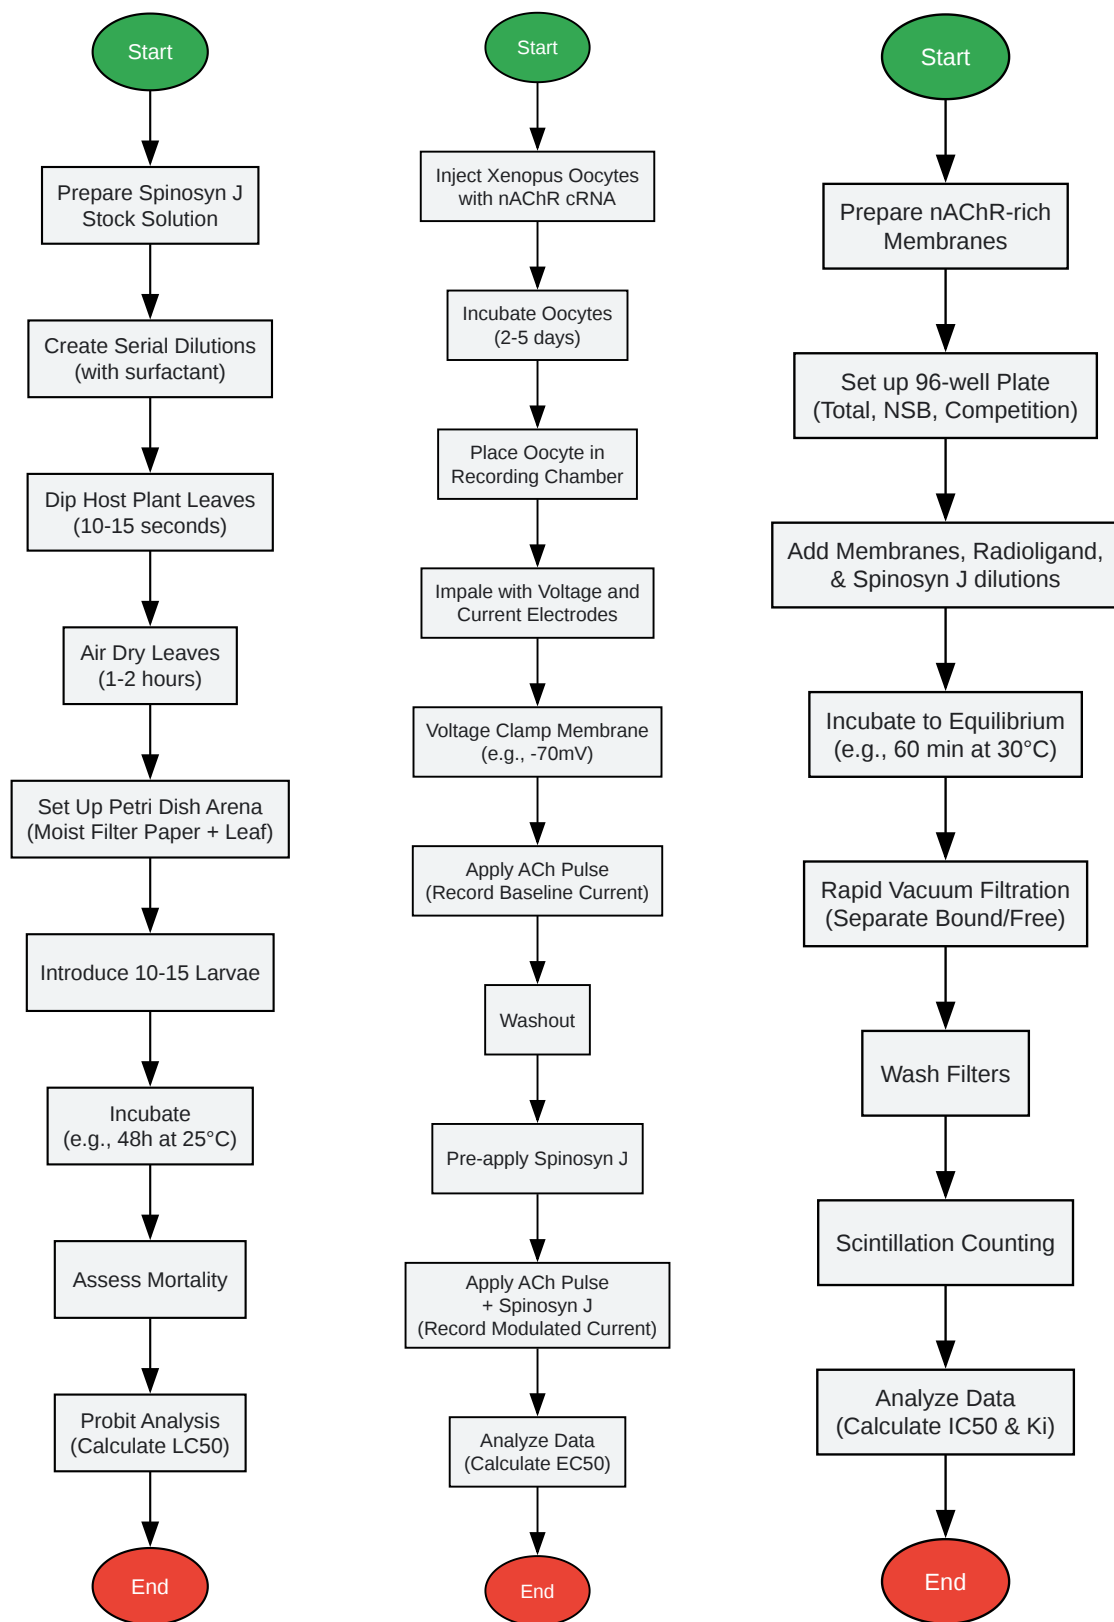 Start
Prepare Spinosyn J
Stock Solution
Create Serial Dilutions
(with surfactant)
Dip Host Plant Leaves
(10-15 seconds)
Air Dry Leaves
(1-2 hours)
Set Up Petri Dish Arena
(Moist Filter Paper + Leaf)
Introduce 10-15 Larvae
Incubate
(e.g., 48h at 25°C)
Assess Mortality
Probit Analysis
(Calculate LC50)
End
Start
Inject Xenopus Oocytes
with nAChR cRNA
Incubate Oocytes
(2-5 days)
Place Oocyte in
Recording Chamber
Impale with Voltage and
Current Electrodes
Voltage Clamp Membrane
(e.g., -70mV)
Apply ACh Pulse
(Record Baseline Current)
Washout
Pre-apply Spinosyn J
Apply ACh Pulse
+ Spinosyn J
(Record Modulated Current)
Analyze Data
(Calculate EC50)
End
Start
Prepare nAChR-rich
Membranes
Set up 96-well Plate
(Total, NSB, Competition)
Add Membranes, Radioligand,
& Spinosyn J dilutions
Incubate to Equilibrium
(e.g., 60 min at 30°C)
Rapid Vacuum Filtration
(Separate Bound/Free)
Wash Filters
Scintillation Counting
Analyze Data
(Calculate IC50 & Ki)
End